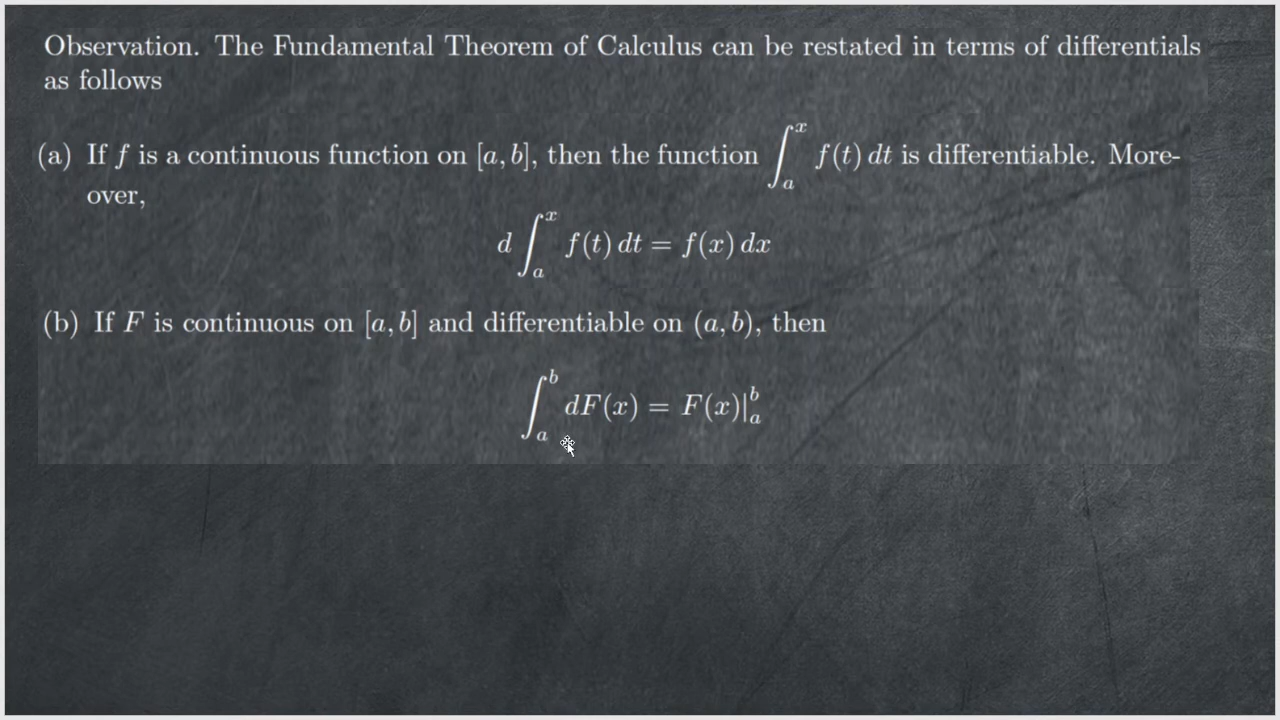 Observation. The Fundamental Theorem of Calculus can be restated in terms of differentials
as follows
(a) If f is a continuous function on [a, b], then the function ∫_a^x f(t) dt is differentiable. More-
over,
d ∫_a^x f(t) dt = f(x) dx
(b) If F is continuous on [a, b] and differentiable on (a, b), then
∫_a^b dF(x) = F(x)|_a^b